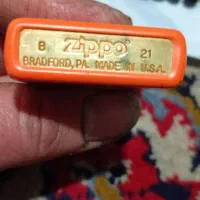 B Zippo® 21
BRADFORD, PA. MADE IN U.S.A.